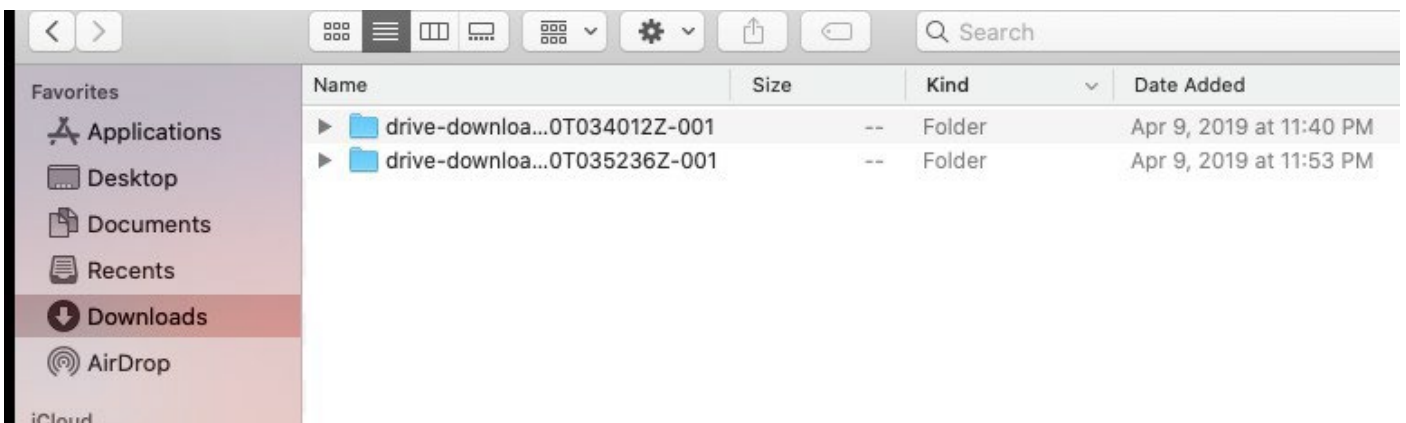 Search
Name Size Kind Date Added
drive-downloa...0T034012Z-001 -- Folder Apr 9, 2019 at 11:40 PM
drive-downloa...0T035236Z-001 -- Folder Apr 9, 2019 at 11:53 PM
Favorites
Applications
Desktop
Documents
Recents
Downloads
AirDrop
iCloud